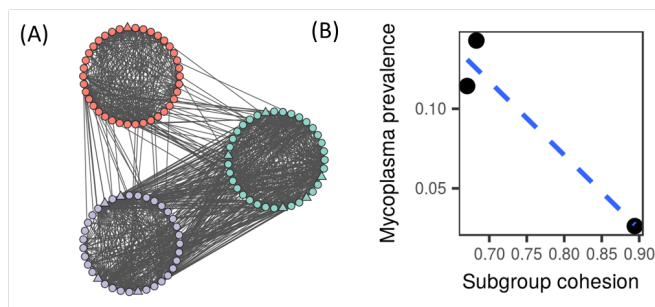 (A)
(B)
Mycoplasma prevalence
0.10
0.05
0.70 0.75 0.80 0.85 0.90
Subgroup cohesion